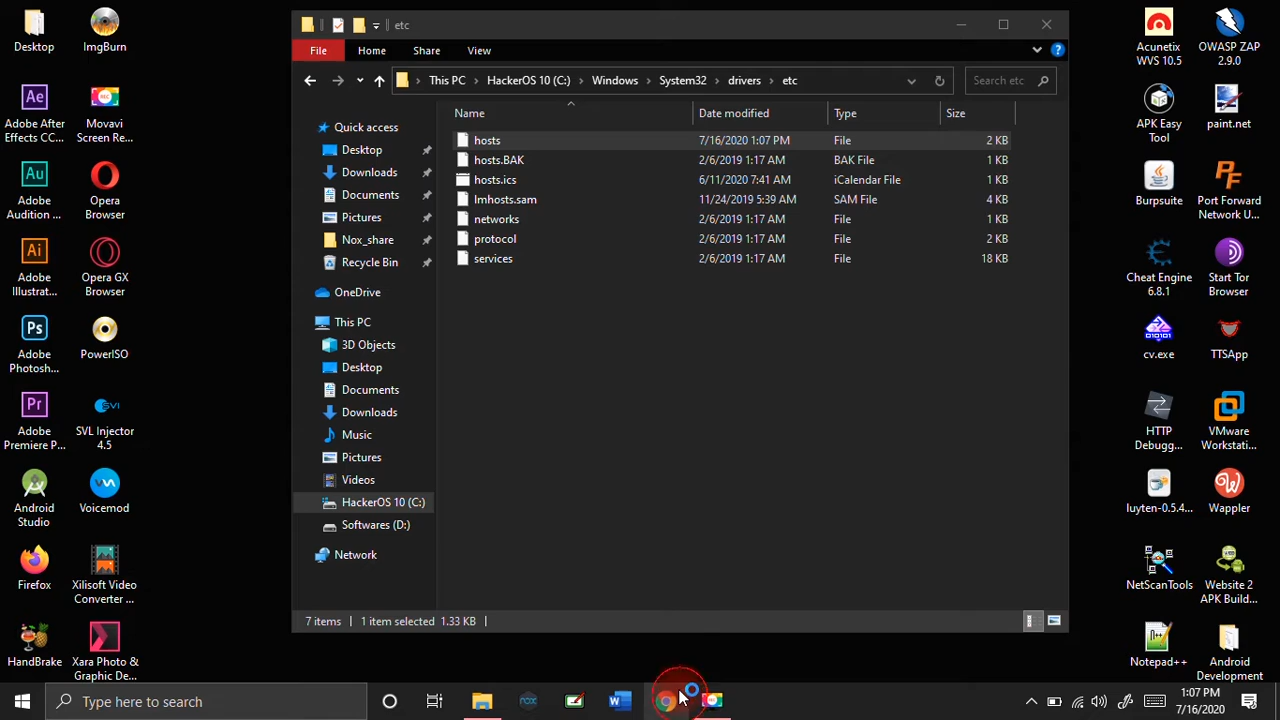 Desktop
ImgBurn
Adobe After
Effects CC...
Movavi
Screen Re...
Adobe
Audition ...
Opera
Browser
Adobe
Illustrat...
Opera GX
Browser
Adobe
Photosh...
PowerISO
Adobe
Premiere P...
SVL Injector
4.5
Android
Studio
Voicemod
Firefox
Xilisoft Video
Converter ...
HandBrake
Xara Photo &
Graphic De...
etc
File
Home
Share
View
This PC
HackerOS 10 (C:)
Windows
System32
drivers
etc
Search etc
Name
Date modified
Type
Size
hosts
7/16/2020 1:07 PM
File
2 KB
hosts.BAK
2/6/2019 1:17 AM
BAK File
1 KB
hosts.ics
6/11/2020 7:41 AM
iCalendar File
1 KB
lmhosts.sam
11/24/2019 5:39 AM
SAM File
4 KB
networks
2/6/2019 1:17 AM
File
1 KB
protocol
2/6/2019 1:17 AM
File
2 KB
services
2/6/2019 1:17 AM
File
18 KB
Quick access
Desktop
Downloads
Documents
Pictures
Nox_share
Recycle Bin
OneDrive
This PC
3D Objects
Desktop
Documents
Downloads
Music
Pictures
Videos
HackerOS 10 (C:)
Softwares (D:)
Network
7 items
1 item selected 1.33 KB
Acunetix
WVS 10.5
OWASP ZAP
2.9.0
APK Easy
Tool
paint.net
Burpsuite
Port Forward
Network U...
Cheat Engine
6.8.1
Start Tor
Browser
cv.exe
TTSApp
HTTP
Debugg...
VMware
Workstati...
luyten-0.5.4...
Wappler
NetScanTools
Website 2
APK Build...
Notepad++
Android
Development
Type here to search
1:07 PM
7/16/2020